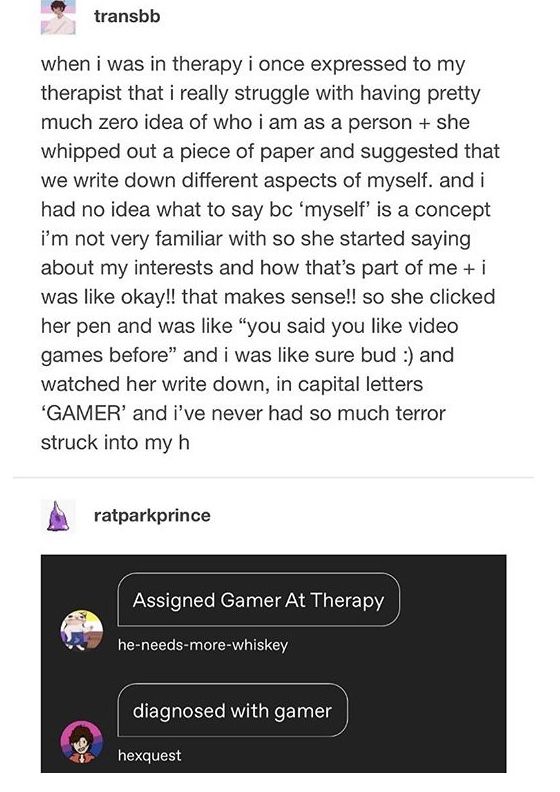 transbb
when i was in therapy i once expressed to my
therapist that i really struggle with having pretty
much zero idea of who i am as a person + she
whipped out a piece of paper and suggested that
we write down different aspects of myself. and i
had no idea what to say bc ‘myself’ is a concept
i’m not very familiar with so she started saying
about my interests and how that’s part of me + i
was like okay!! that makes sense!! so she clicked
her pen and was like “you said you like video
games before” and i was like sure bud :) and
watched her write down, in capital letters
‘GAMER’ and i’ve never had so much terror
struck into my h
ratparkprince
Assigned Gamer At Therapy
he-needs-more-whiskey
diagnosed with gamer
hexquest